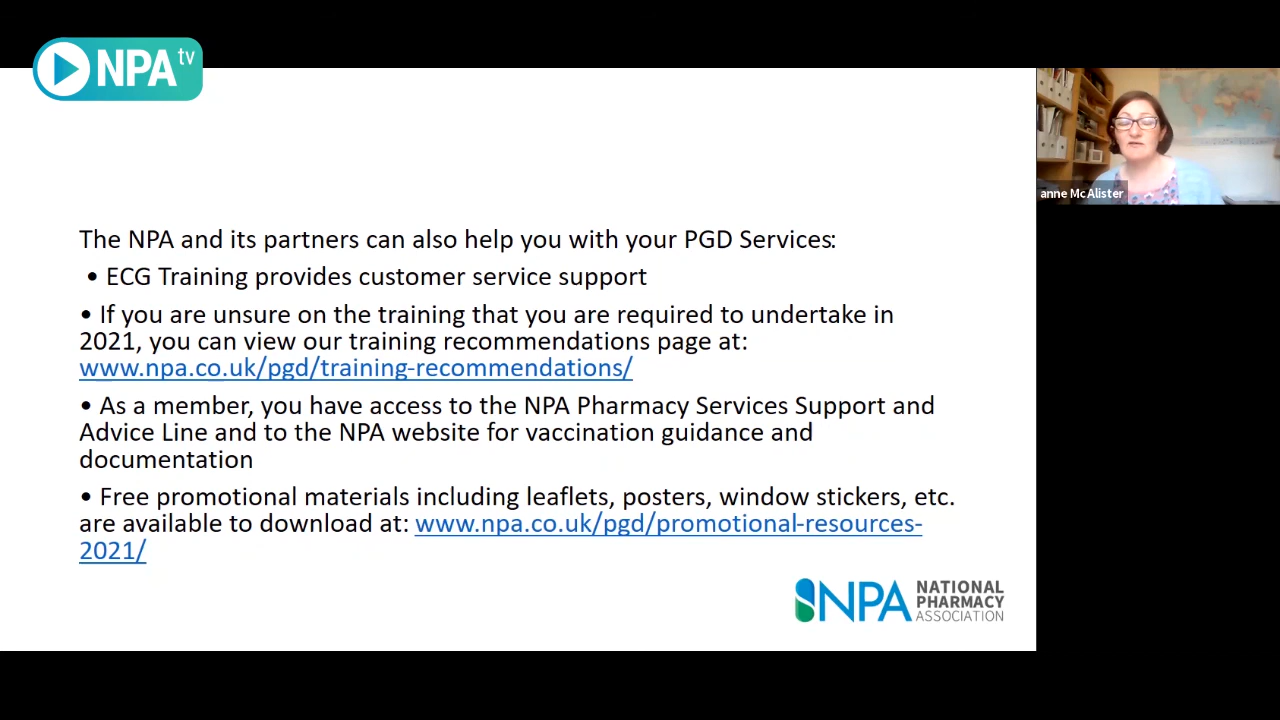 NPA tv
The NPA and its partners can also help you with your PGD Services:
• ECG Training provides customer service support
• If you are unsure on the training that you are required to undertake in
2021, you can view our training recommendations page at:
www.npa.co.uk/pgd/training-recommendations/
• As a member, you have access to the NPA Pharmacy Services Support and
Advice Line and to the NPA website for vaccination guidance and
documentation
• Free promotional materials including leaflets, posters, window stickers, etc.
are available to download at: www.npa.co.uk/pgd/promotional-resources-
2021/
anne McAlister
NPA NATIONAL
PHARMACY
ASSOCIATION